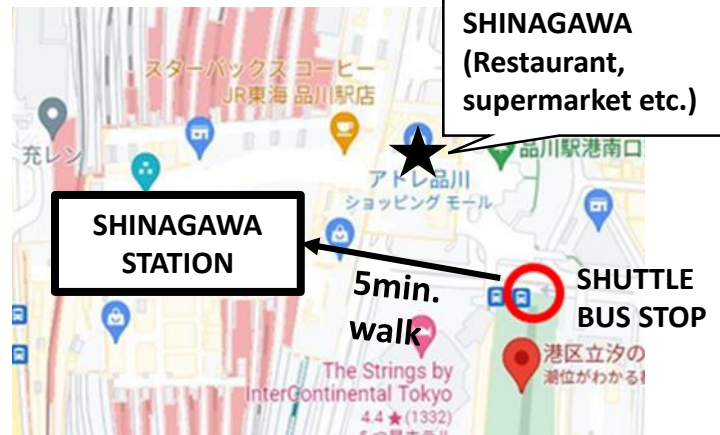 SHINAGAWA
(Restaurant,
supermarket etc.)
スターバックス コーヒー
JR東海 品川駅店
充レン
品川駅港南口
アトレ品川
ショッピング モール
SHINAGAWA
STATION
5min.
walk
SHUTTLE
BUS STOP
The Strings by
InterContinental Tokyo
4.4 ★ (1332)
港区立汐の
潮位がわかる